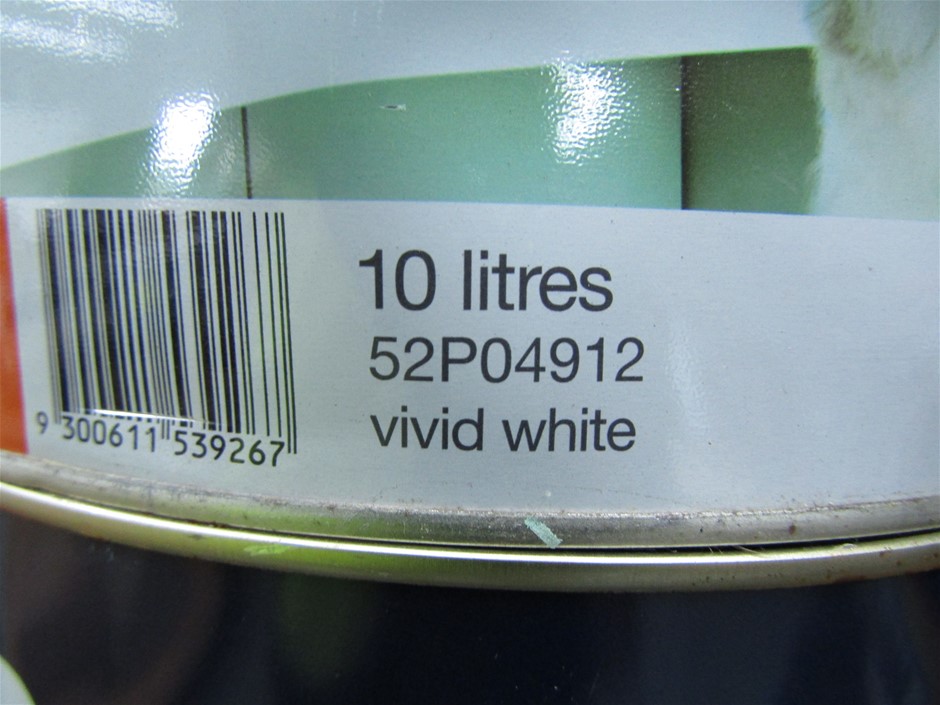 10 litres
52P04912
vivid white
9 300611 539267